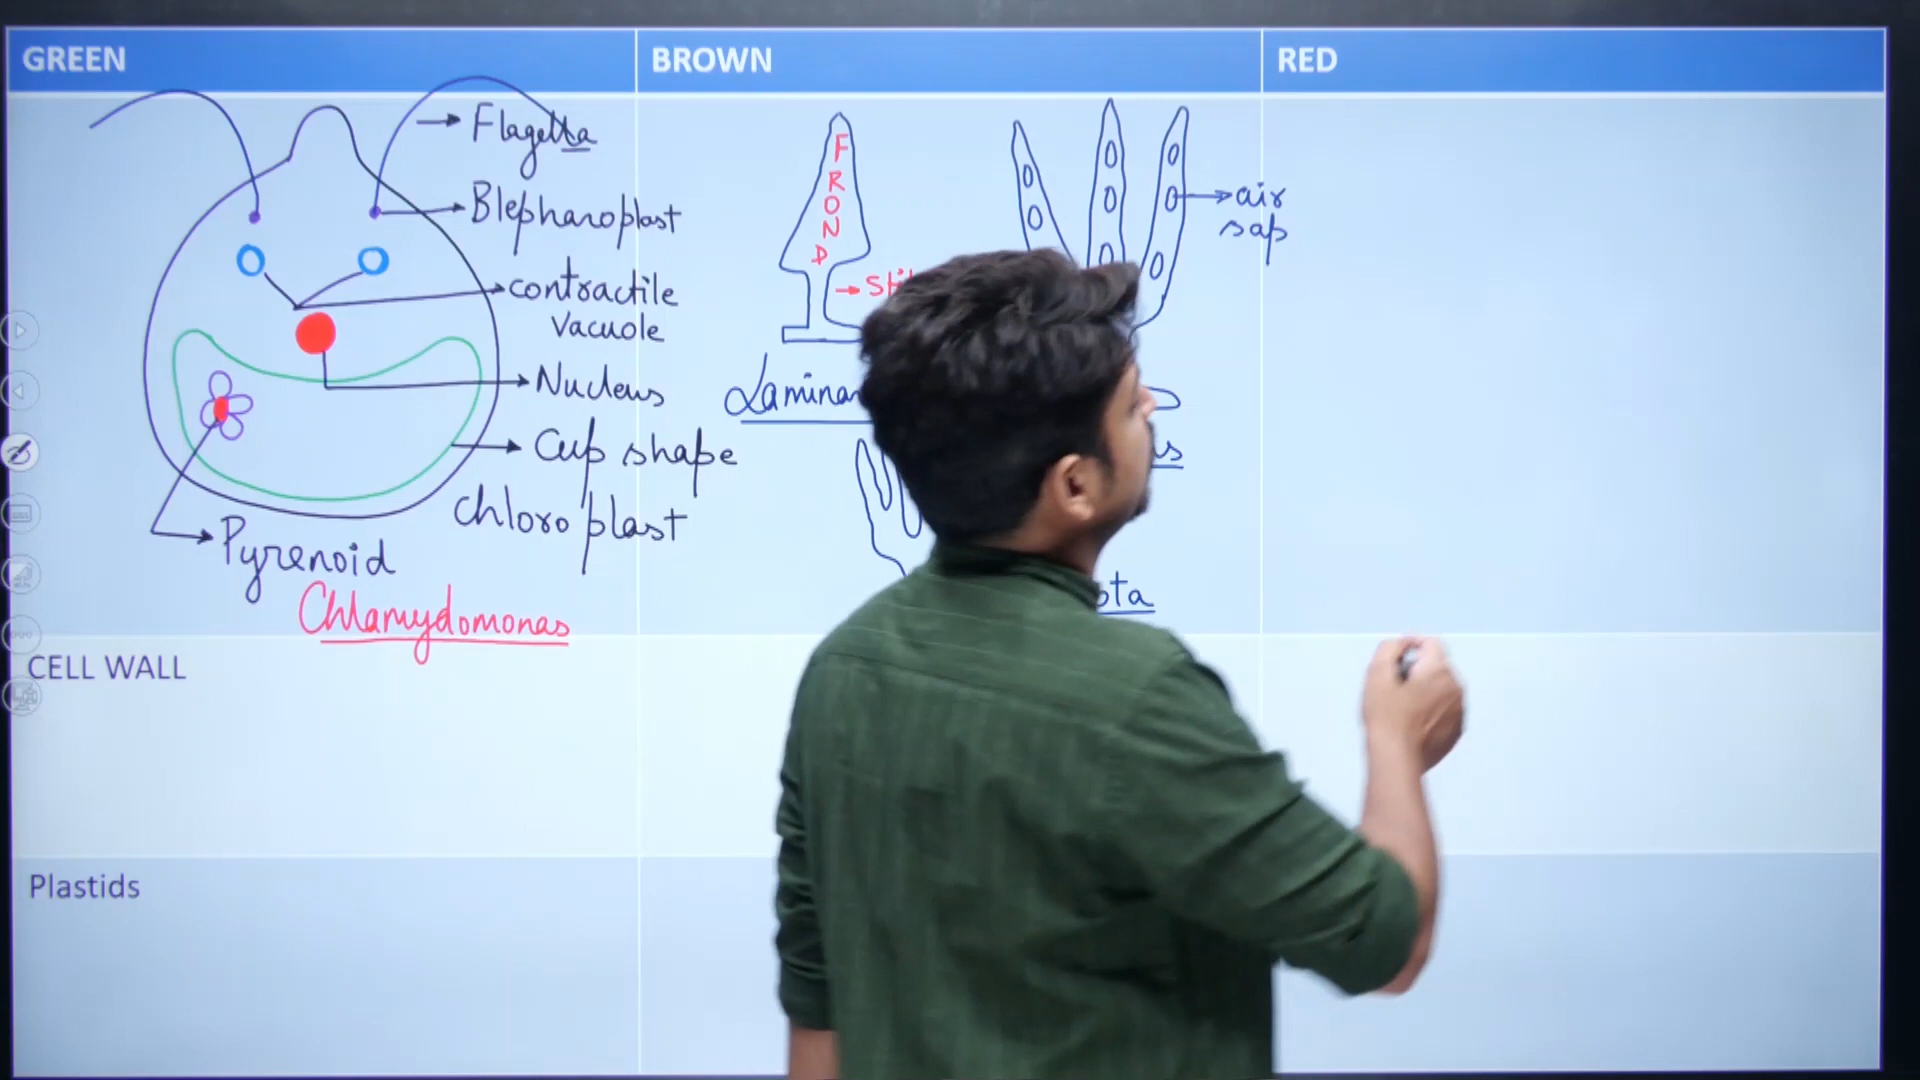 GREEN
BROWN
RED
Flagella
Blepharoplast
contractile
vacuole
Nucleus
Cup shape
chloroplast
Pyrenoid
Chlamydomonas
FROND
air
sap
CELL WALL
Plastids